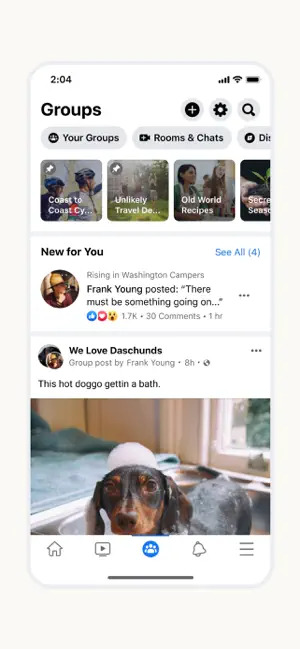 2:04
Groups
Your Groups
Rooms & Chats
Dis
Coast to
Coast Cy...
Unlikely
Travel De...
Old World
Recipes
Secre
Seaso
New for You
See All (4)
Rising in Washington Campers
Frank Young posted: “There
must be something going on...”
1.7K • 30 Comments • 1 hr
We Love Daschunds
Group post by Frank Young • 8h •
This hot doggo gettin a bath.